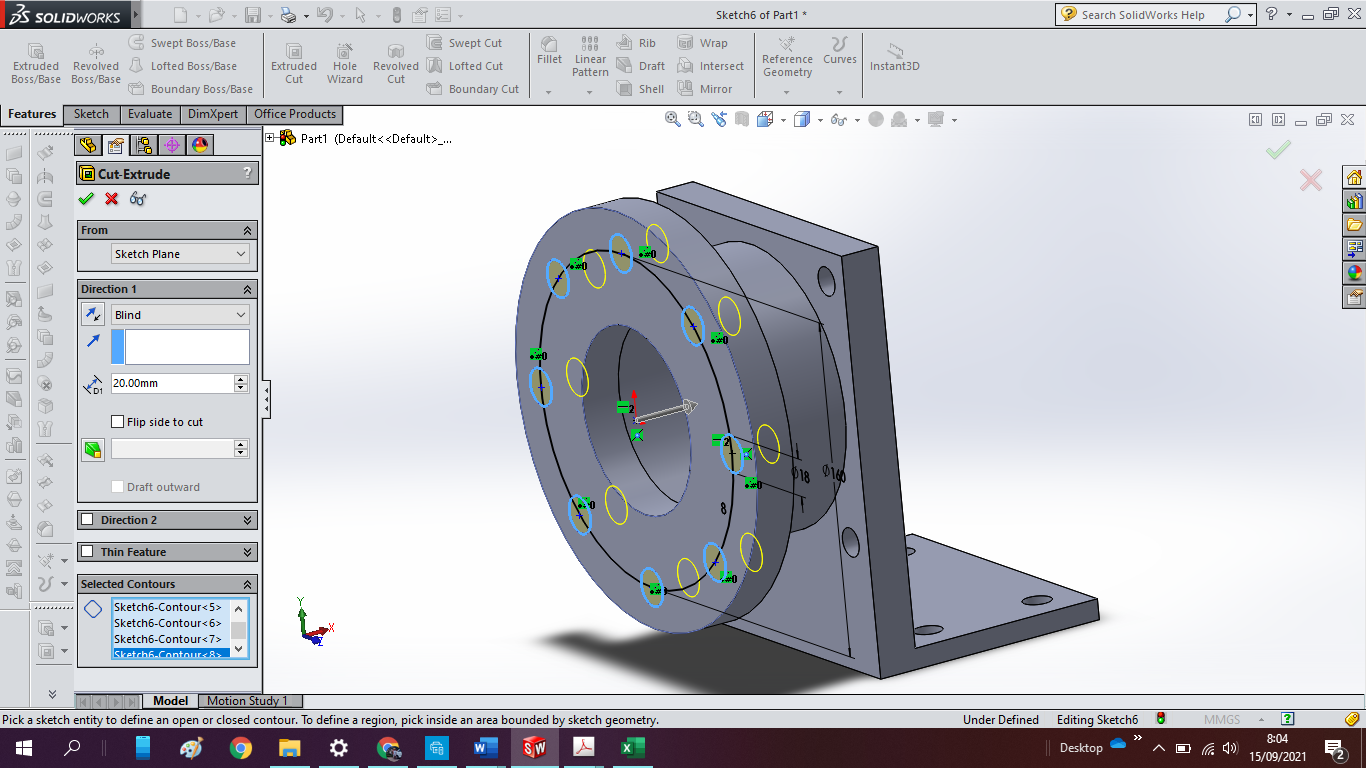 SOLIDWORKS
Sketch6 of Part1 *
Search SolidWorks Help
Extruded Boss/Base
Revolved Boss/Base
Swept Boss/Base
Lofted Boss/Base
Boundary Boss/Base
Extruded Cut
Hole Wizard
Revolved Cut
Swept Cut
Lofted Cut
Boundary Cut
Fillet
Linear Pattern
Rib
Draft
Shell
Wrap
Intersect
Mirror
Reference Geometry
Curves
Instant3D
Features
Sketch
Evaluate
DimXpert
Office Products
Part1 (Default<<Default>_...
Cut-Extrude
?
From
Sketch Plane
Direction 1
Blind
D1
20.00mm
Flip side to cut
Draft outward
Direction 2
Thin Feature
Selected Contours
Sketch6-Contour<5>
Sketch6-Contour<6>
Sketch6-Contour<7>
Sketch6-Contour<8>
2
2
8
Ø18
Ø160
Y
X
Z
Model
Motion Study 1
Pick a sketch entity to define an open or closed contour. To define a region, pick inside an area bounded by sketch geometry.
Under Defined
Editing Sketch6
MMGS
?
Desktop
8:04
15/09/2021
2